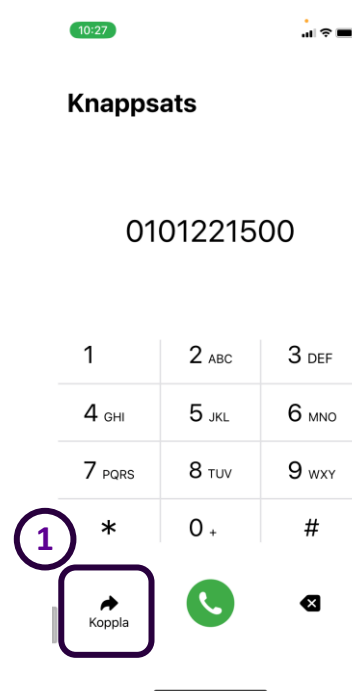 10:27
Knappsats
0101221500
1 2 ABC 3 DEF
4 GHI 5 JKL 6 MNO
7 PQRS 8 TUV 9 WXY
* 0 + #
1
Koppla